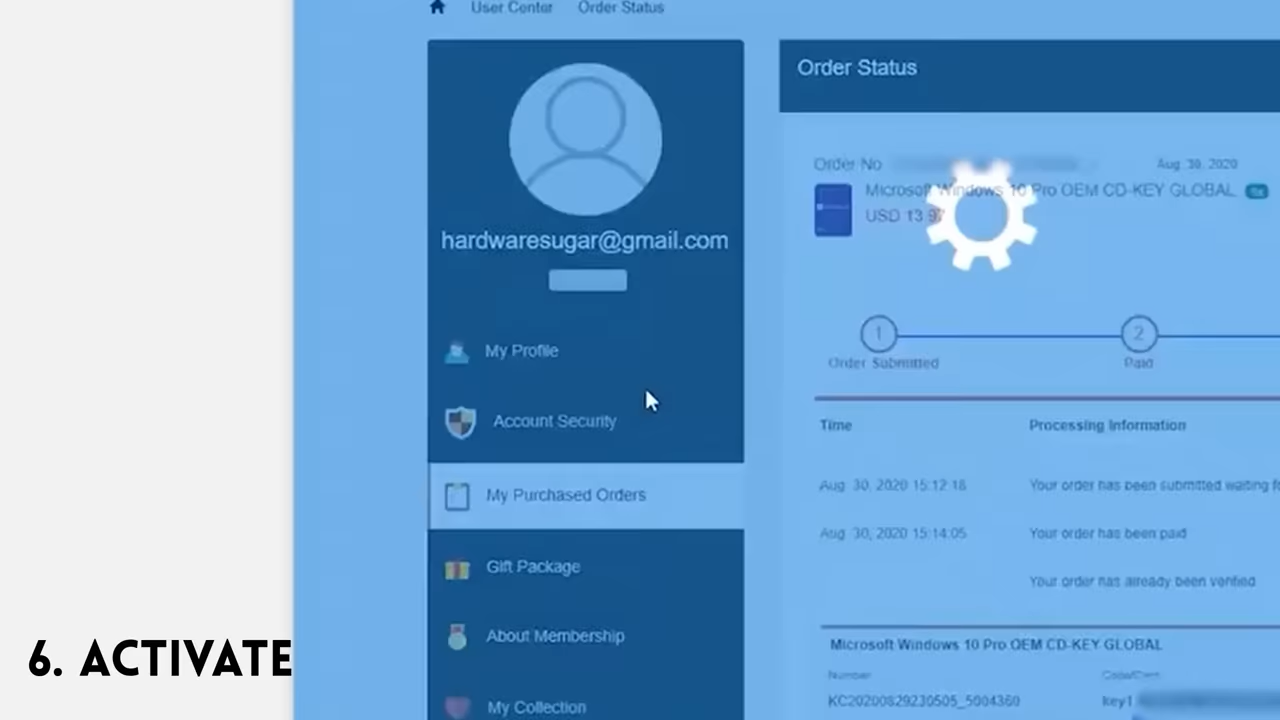 User Center Order Status
Order Status
hardwaresugar@gmail.com
Order No Aug. 30, 2020
Microsoft Windows 10 Pro OEM CD-KEY GLOBAL
USD 13.97
1 2
Order Submitted Paid
My Profile
Account Security
My Purchased Orders
Gift Package
About Membership
My Collection
Time Processing Information
Aug. 30, 2020 15:12:18 Your order has been submitted waiting
Aug. 30, 2020 15:14:05 Your order has been paid
Your order has already been verified
Microsoft Windows 10 Pro OEM CD-KEY GLOBAL
Number
KC20200829230505_5004360 key1
6. ACTIVATE